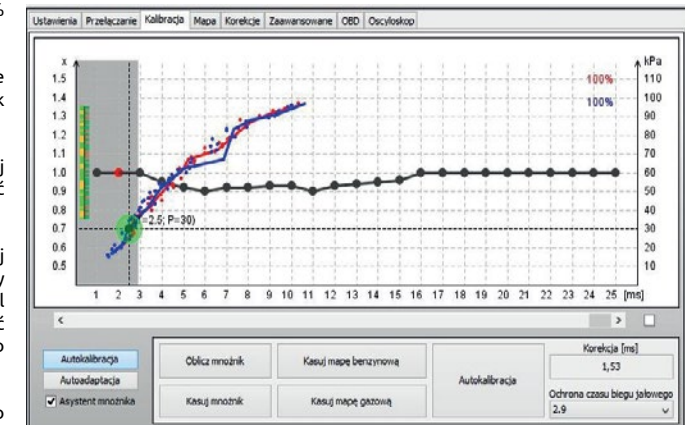 Ustawienia Przełączanie Kalibracja Mapa Korekcje Zaawansowane OBD Oscyloskop
x kPa
1.5 110
1.4 100% 100
1.3 100% 90
1.2 80
1.1 70
1.0 60
0.9 50
0.8 40
0.7 =2.5; P=30) 30
0.6 20
0.5 10
1 2 3 4 5 6 7 8 9 10 11 12 13 14 15 16 17 18 19 20 21 22 23 24 25 [ms]
Autokalibracja
Autoadaptacja
Asystent mnożnika
Oblicz mnożnik
Kasuj mapę benzynową
Kasuj mnożnik
Kasuj mapę gazową
Autokalibracja
Korekcja [ms]
1,53
Ochrona czasu biegu jałowego
2.9